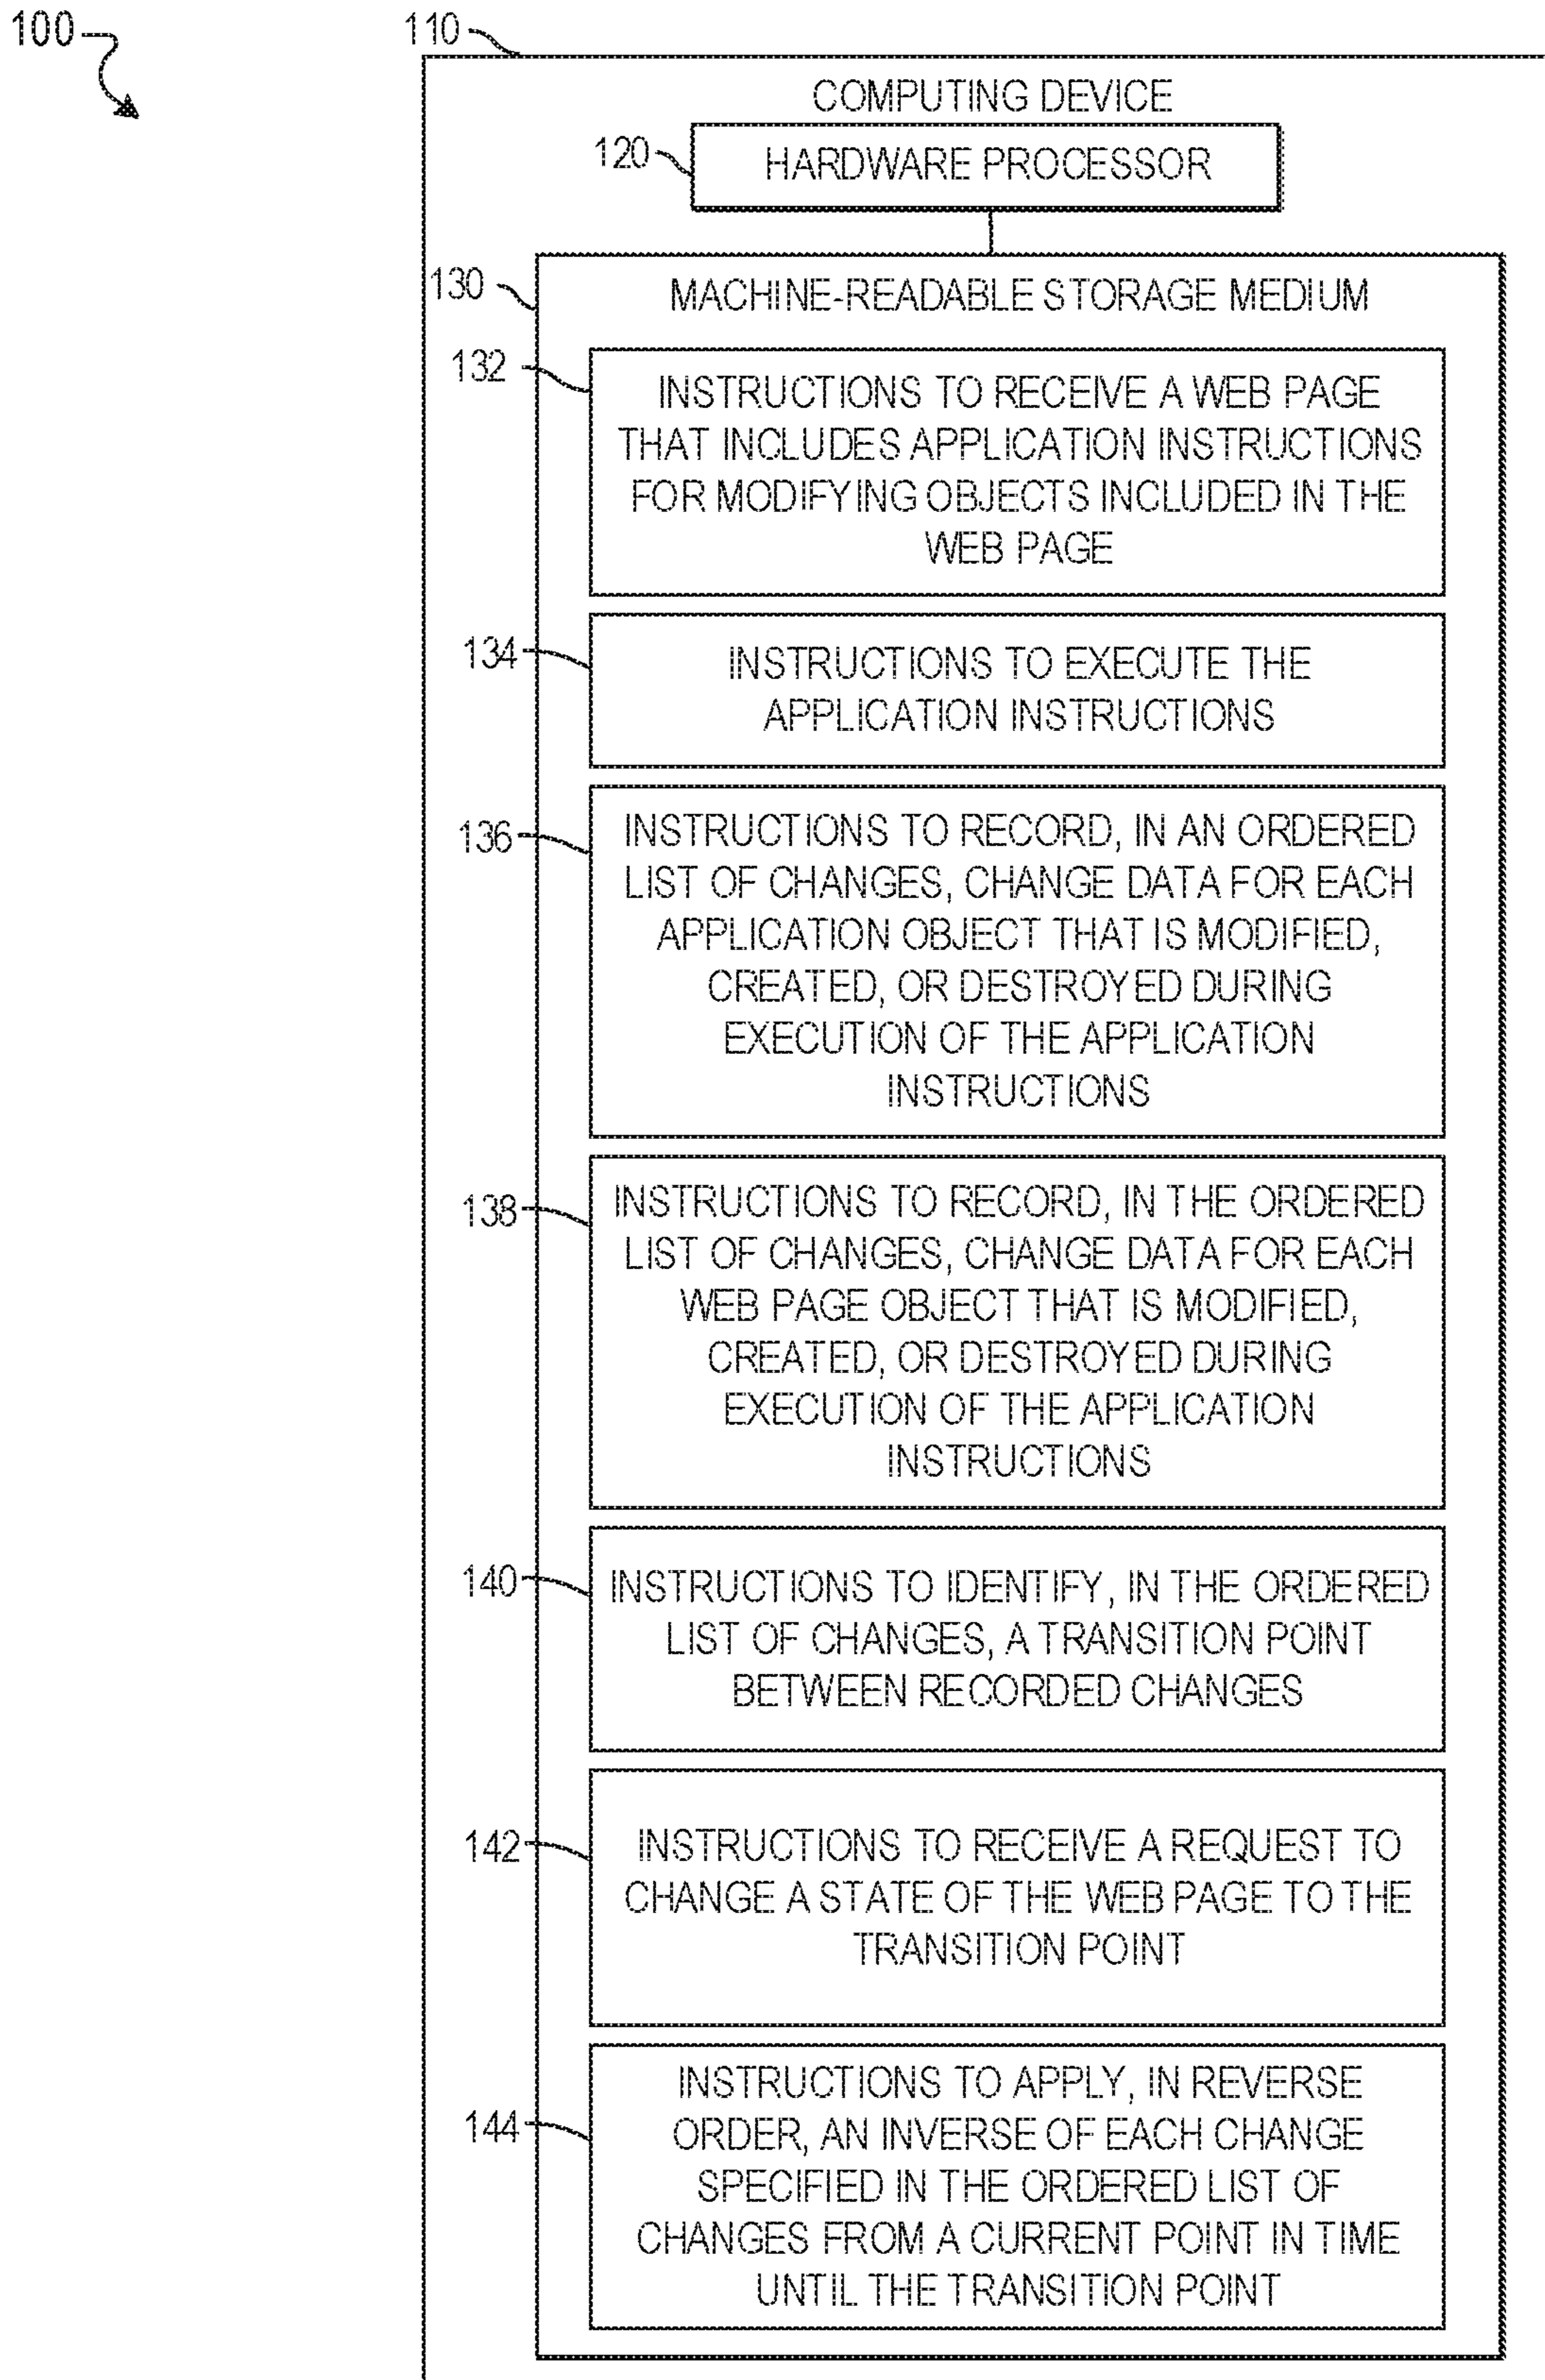 100
110
COMPUTING DEVICE
120
HARDWARE PROCESSOR
130
MACHINE-READABLE STORAGE MEDIUM
132
INSTRUCTIONS TO RECEIVE A WEB PAGE
THAT INCLUDES APPLICATION INSTRUCTIONS
FOR MODIFYING OBJECTS INCLUDED IN THE
WEB PAGE
134
INSTRUCTIONS TO EXECUTE THE
APPLICATION INSTRUCTIONS
136
INSTRUCTIONS TO RECORD, IN AN ORDERED
LIST OF CHANGES, CHANGE DATA FOR EACH
APPLICATION OBJECT THAT IS MODIFIED,
CREATED, OR DESTROYED DURING
EXECUTION OF THE APPLICATION
INSTRUCTIONS
138
INSTRUCTIONS TO RECORD, IN THE ORDERED
LIST OF CHANGES, CHANGE DATA FOR EACH
WEB PAGE OBJECT THAT IS MODIFIED,
CREATED, OR DESTROYED DURING
EXECUTION OF THE APPLICATION
INSTRUCTIONS
140
INSTRUCTIONS TO IDENTIFY, IN THE ORDERED
LIST OF CHANGES, A TRANSITION POINT
BETWEEN RECORDED CHANGES
142
INSTRUCTIONS TO RECEIVE A REQUEST TO
CHANGE A STATE OF THE WEB PAGE TO THE
TRANSITION POINT
144
INSTRUCTIONS TO APPLY, IN REVERSE
ORDER, AN INVERSE OF EACH CHANGE
SPECIFIED IN THE ORDERED LIST OF
CHANGES FROM A CURRENT POINT IN TIME
UNTIL THE TRANSITION POINT